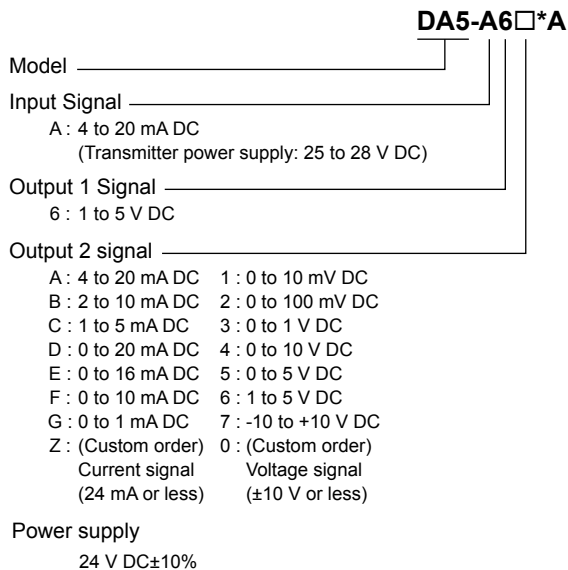 DA5-A6□*A
Model
Input Signal
A : 4 to 20 mA DC
(Transmitter power supply: 25 to 28 V DC)
Output 1 Signal
6 : 1 to 5 V DC
Output 2 signal
A : 4 to 20 mA DC 1 : 0 to 10 mV DC
B : 2 to 10 mA DC 2 : 0 to 100 mV DC
C : 1 to 5 mA DC 3 : 0 to 1 V DC
D : 0 to 20 mA DC 4 : 0 to 10 V DC
E : 0 to 16 mA DC 5 : 0 to 5 V DC
F : 0 to 10 mA DC 6 : 1 to 5 V DC
G : 0 to 1 mA DC 7 : -10 to +10 V DC
Z : (Custom order) 0 : (Custom order)
Current signal Voltage signal
(24 mA or less) (±10 V or less)
Power supply
24 V DC±10%